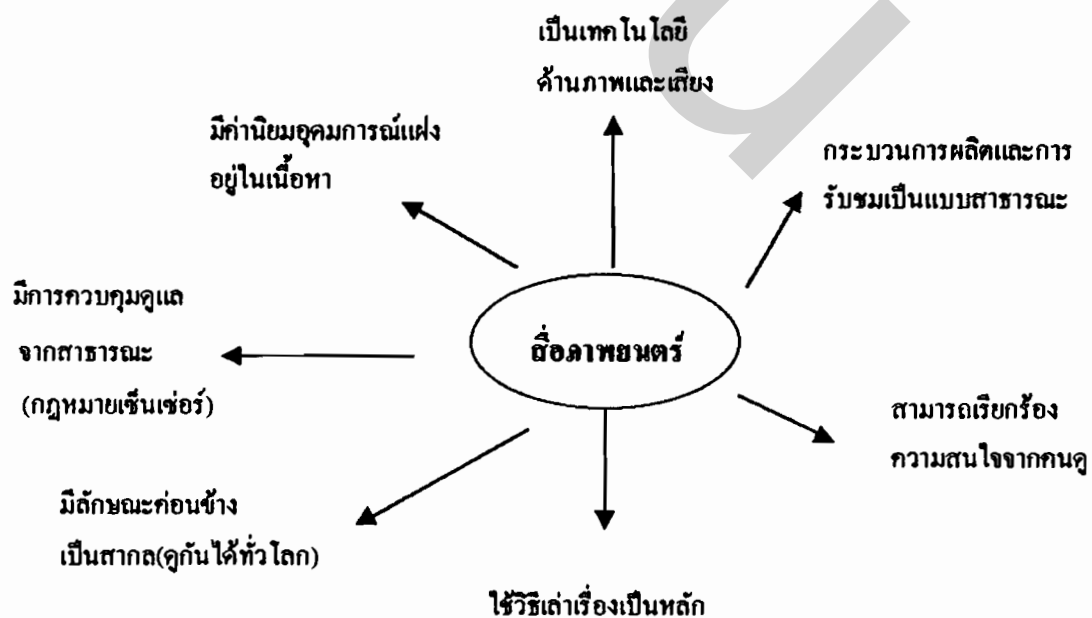 เป็นเทคโนโลยี
ด้านภาพและเสียง
มีค่านิยมอุดมการณ์แฝง
อยู่ในเนื้อหา
กระบวนการผลิตและการ
รับชมเป็นแบบสาธารณะ
มีการควบคุมดูแล
จากสาธารณะ
(กฎหมายเซ็นเซ่อร์)
สื่อภาพยนตร์
สามารถเรียกร้อง
ความสนใจจากคนดู
มีลักษณะค่อนข้าง
เป็นสากล(ดูกันได้ทั่วโลก)
ใช้วิธีเล่าเรื่องเป็นหลัก